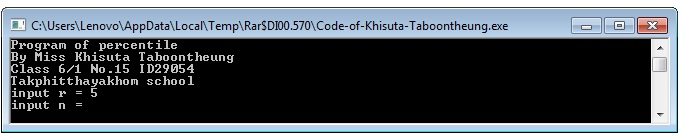 C:\Users\Lenovo\AppData\Local\Temp\Rar$DI00.570\Code-of-Khisuta-Taboontheung.exe
Program of percentile
By Miss Khisuta Taboontheung
Class 6/1 No.15 ID29054
Takphitthayakhom school
input r = 5
input n =